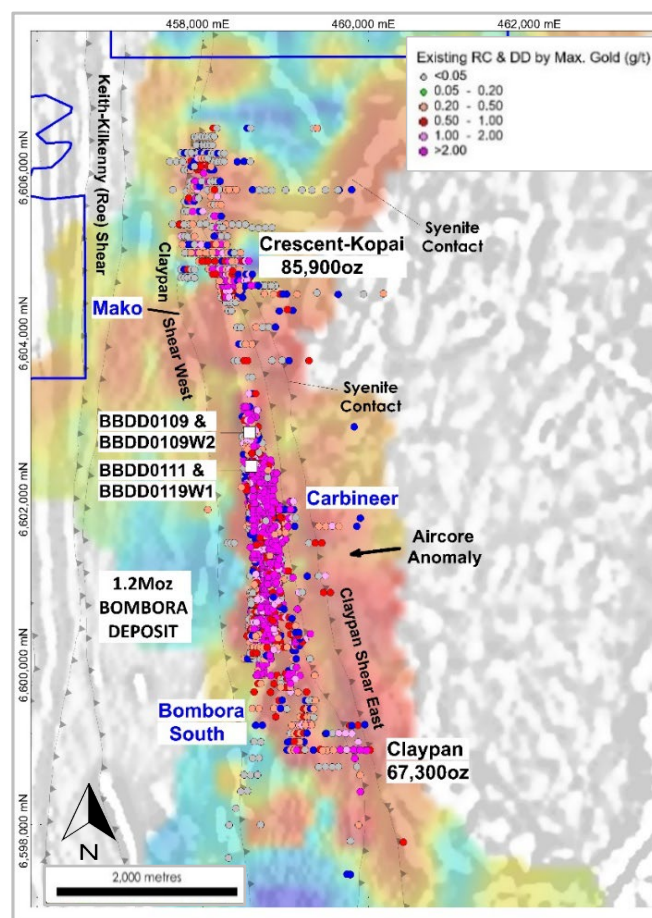 458,000 mE
460,000 mE
462,000 mE
Existing RC & DD by Max. Gold (g/t)
<0.05
0.05 - 0.20
0.20 - 0.50
0.50 - 1.00
1.00 - 2.00
>2.00
6,606,000 mN
Keith-Kilkenny (Roe) Shear
Syenite
Contact
Crescent-Kopai
85,900oz
Claypan
Shear West
Mako
6,604,000 mN
Syenite
Contact
BBDD0109 &
BBDD0109W2
BBDD0111 &
BBDD0119W1
6,602,000 mN
Carbineer
Aircore
Anomaly
1.2Moz
BOMBORA
DEPOSIT
Claypan Shear East
6,600,000 mN
Bombora
South
Claypan
67,300oz
6,598,000 mN
N
2,000 metres